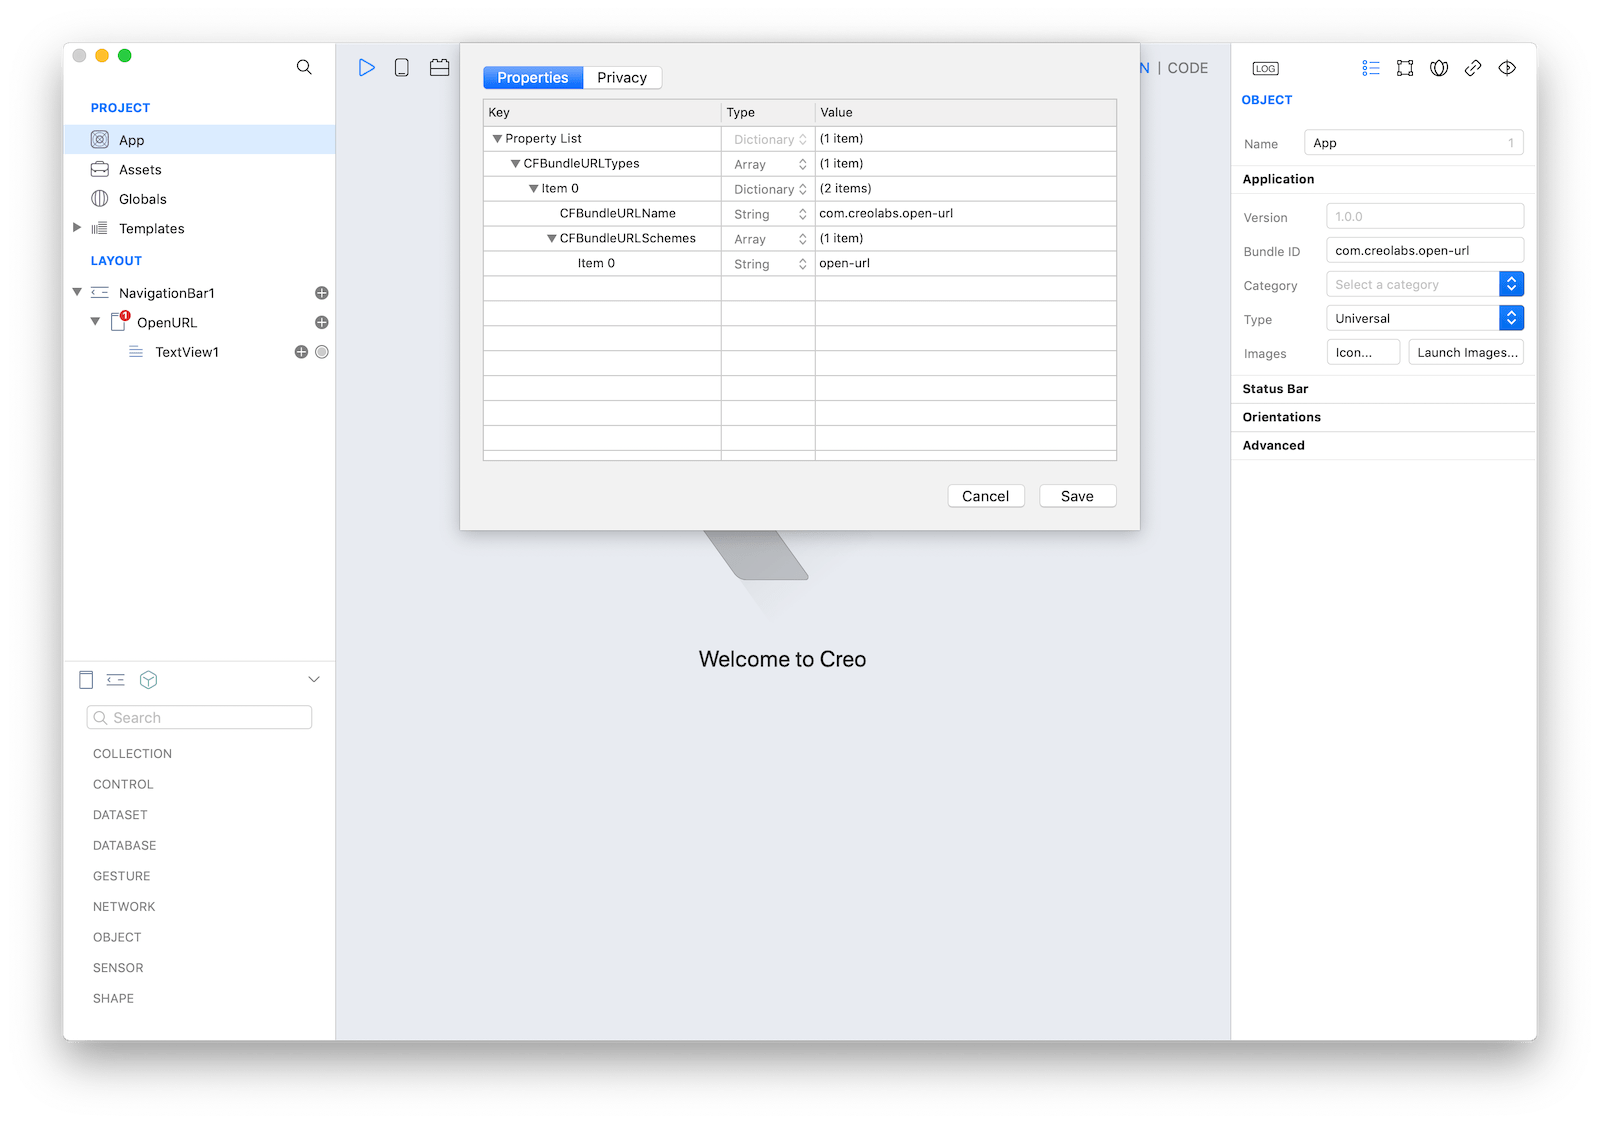 PROJECT
App
Assets
Globals
Templates
LAYOUT
NavigationBar1
1
OpenURL
TextView1
Search
COLLECTION
CONTROL
DATASET
DATABASE
GESTURE
NETWORK
OBJECT
SENSOR
SHAPE
Properties Privacy
Key Type Value
Property List Dictionary (1 item)
CFBundleURLTypes Array (1 item)
Item 0 Dictionary (2 items)
CFBundleURLName String com.creolabs.open-url
CFBundleURLSchemes Array (1 item)
Item 0 String open-url
Cancel Save
Welcome to Creo
N | CODE
LOG
OBJECT
Name App 1
Application
Version 1.0.0
Bundle ID com.creolabs.open-url
Category Select a category
Type Universal
Images Icon... Launch Images...
Status Bar
Orientations
Advanced